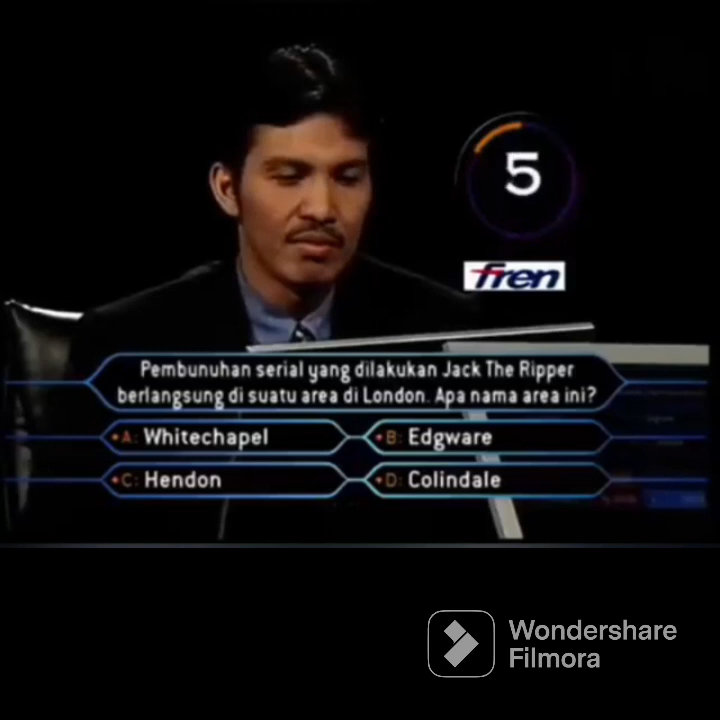 5
fren
Pembunuhan serial yang dilakukan Jack The Ripper
berlangsung di suatu area di London. Apa nama area ini?
A: Whitechapel
B: Edgware
C: Hendon
D: Colindale
Wondershare
Filmora